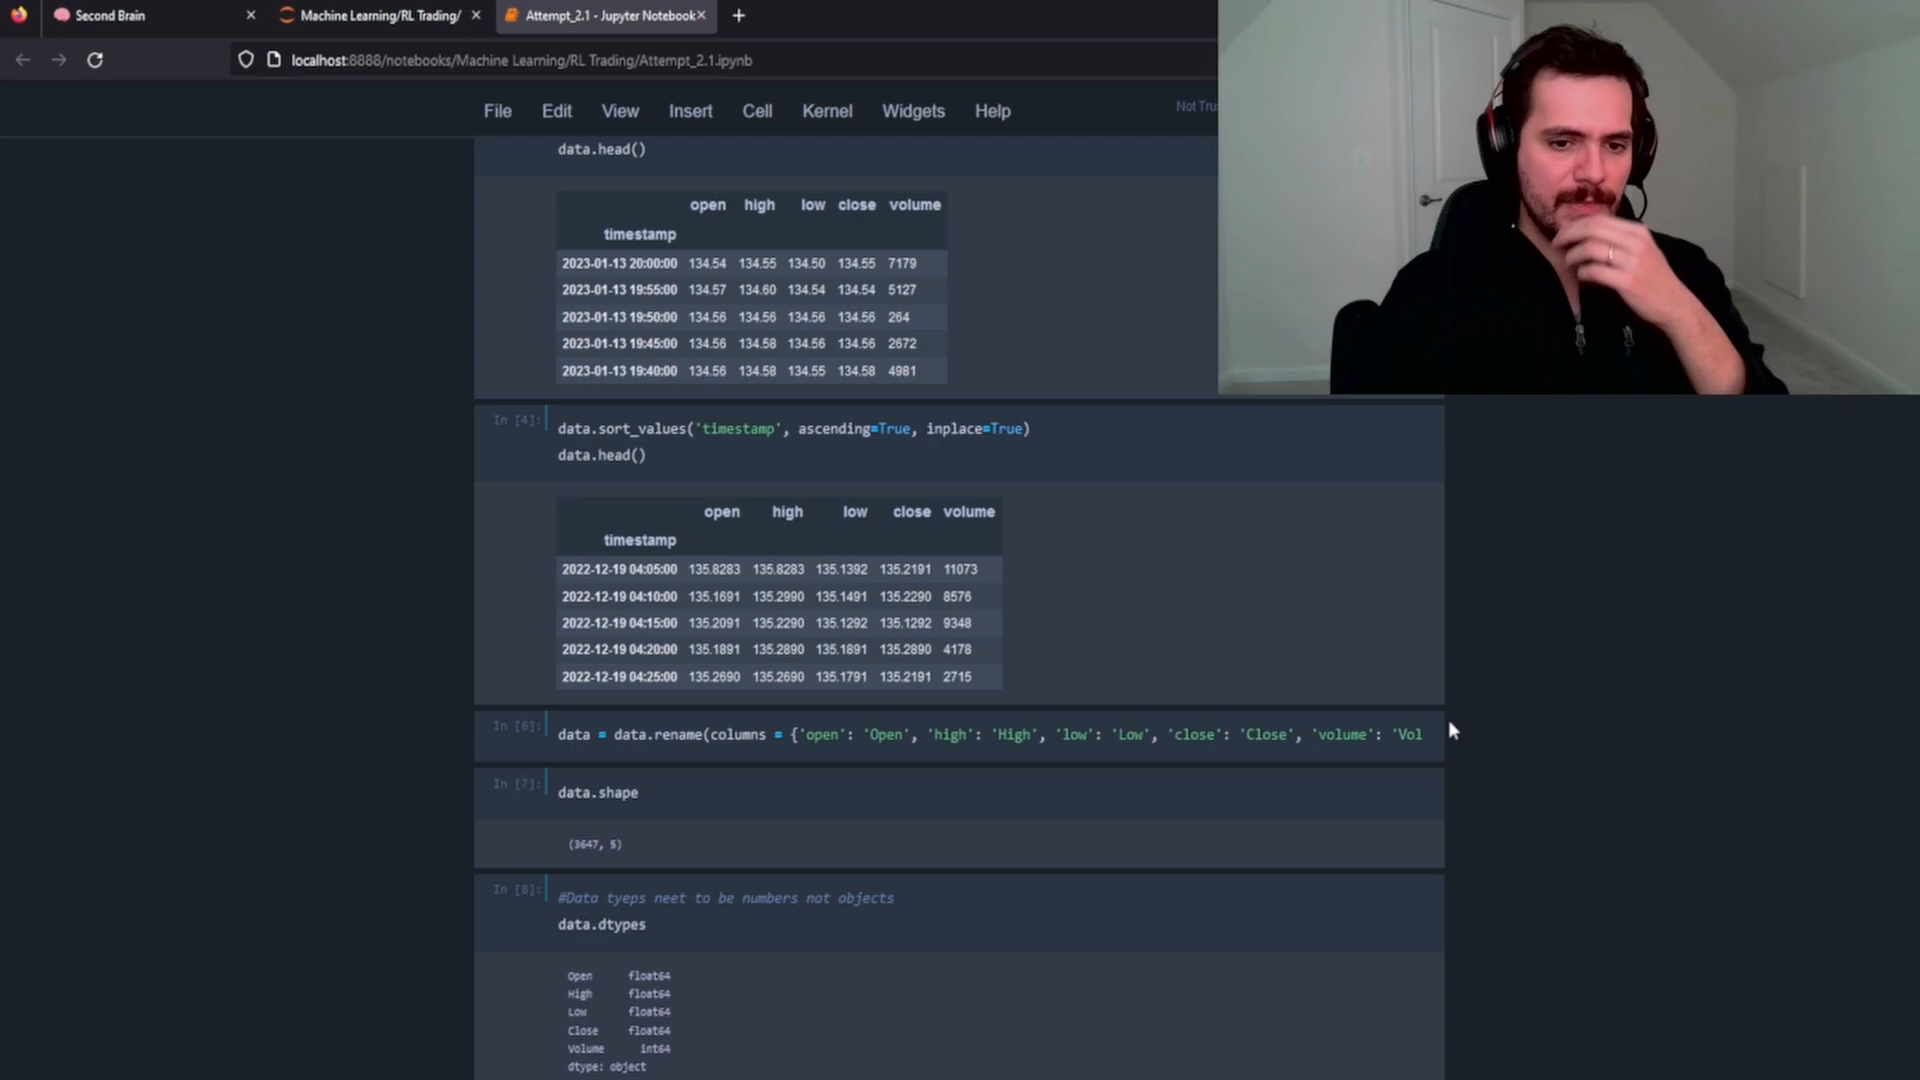 Second Brain
Machine Learning/RL Trading/
Attempt_2.1 - Jupyter Notebook
localhost:8888/notebooks/Machine Learning/RL Trading/Attempt_2.1.ipynb
File Edit View Insert Cell Kernel Widgets Help
Not Tru
data.head()
open high low close volume
timestamp
2023-01-13 20:00:00 134.54 134.55 134.50 134.55 7179
2023-01-13 19:55:00 134.57 134.60 134.54 134.54 5127
2023-01-13 19:50:00 134.56 134.56 134.56 134.56 264
2023-01-13 19:45:00 134.56 134.58 134.56 134.56 2672
2023-01-13 19:40:00 134.56 134.58 134.55 134.58 4981
In [4]: data.sort_values('timestamp', ascending=True, inplace=True)
data.head()
open high low close volume
timestamp
2022-12-19 04:05:00 135.8283 135.8283 135.1392 135.2191 11073
2022-12-19 04:10:00 135.1691 135.2990 135.1491 135.2290 8576
2022-12-19 04:15:00 135.2091 135.2290 135.1292 135.1292 9348
2022-12-19 04:20:00 135.1891 135.2890 135.1891 135.2890 4178
2022-12-19 04:25:00 135.2690 135.2690 135.1791 135.2191 2715
In [6]: data = data.rename(columns = {'open': 'Open', 'high': 'High', 'low': 'Low', 'close': 'Close', 'volume': 'Vol
In [7]: data.shape
(3647, 5)
In [8]: #Data tyeps neet to be numbers not objects
data.dtypes
Open float64
High float64
Low float64
Close float64
Volume int64
dtype: object